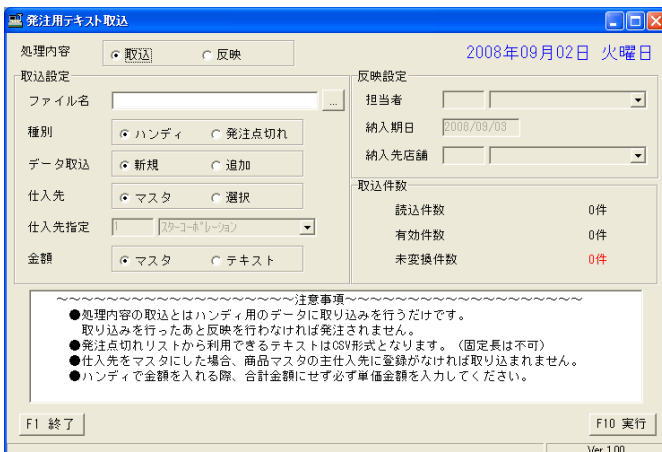 発注用テキスト取込
処理内容 取込 反映 2008年09月02日 火曜日
取込設定
ファイル名 ...
種別 ハンディ 発注点切れ
データ取込 新規 追加
仕入先 マスタ 選択
仕入先指定 1 スターコーポレーション
金額 マスタ テキスト
反映設定
担当者
納入期日 2008/09/03
納入先店舗
取込件数
読込件数 0件
有効件数 0件
未変換件数 0件
~~~~~~~~~~~~~~~~~~~~注意事項~~~~~~~~~~~~~~~~~~~~
●処理内容の取込とはハンディ用のデータに取り込みを行うだけです。
取り込みを行ったあと反映を行わなければ発注されません。
●発注点切れリストから利用できるテキストはCSV形式となります。(固定長は不可)
●仕入先をマスタにした場合、商品マスタの主仕入先に登録がなければ取り込まれません。
●ハンディで金額を入れる際、合計金額にせず必ず単価金額を入力してください。
F1 終了 F10 実行
Ver 1.00